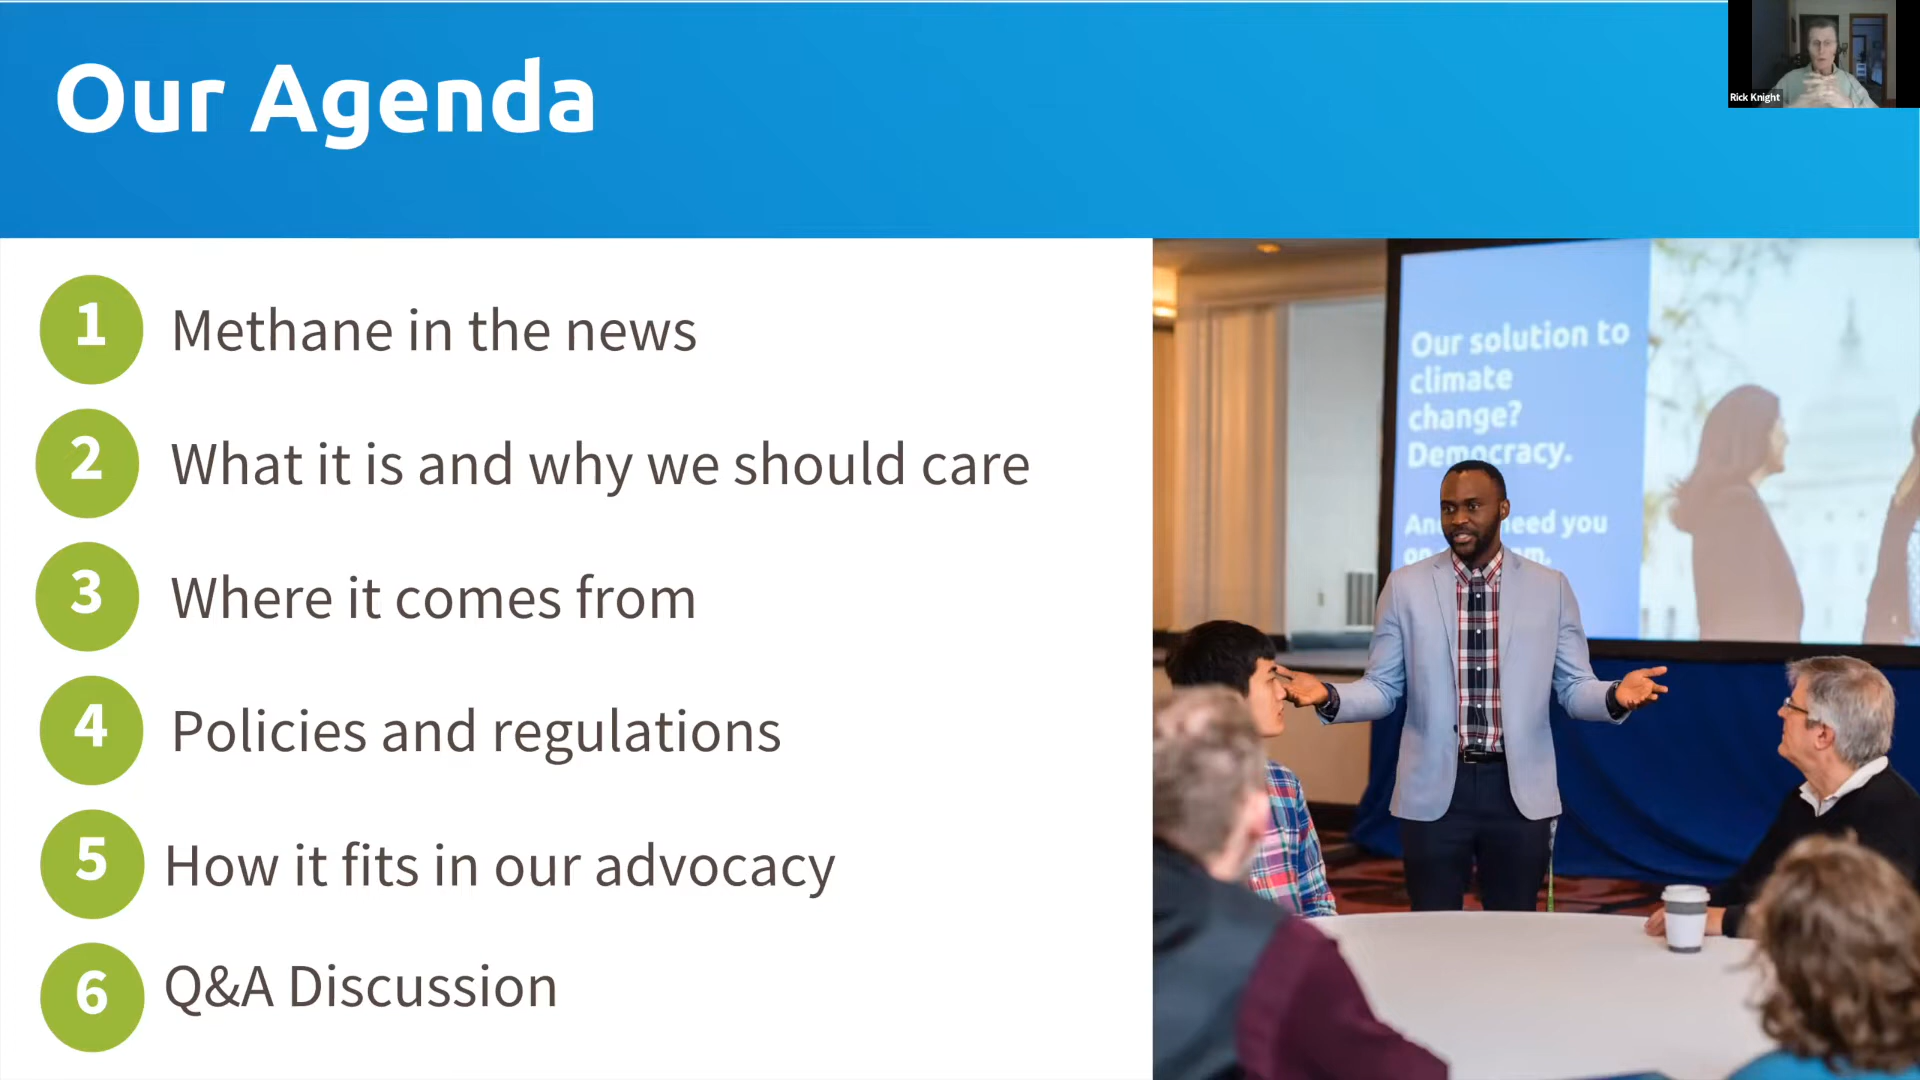 Our Agenda
Rick Knight
1 Methane in the news
2 What it is and why we should care
3 Where it comes from
4 Policies and regulations
5 How it fits in our advocacy
6 Q&A Discussion
Our solution to
climate
change?
Democracy.
need you